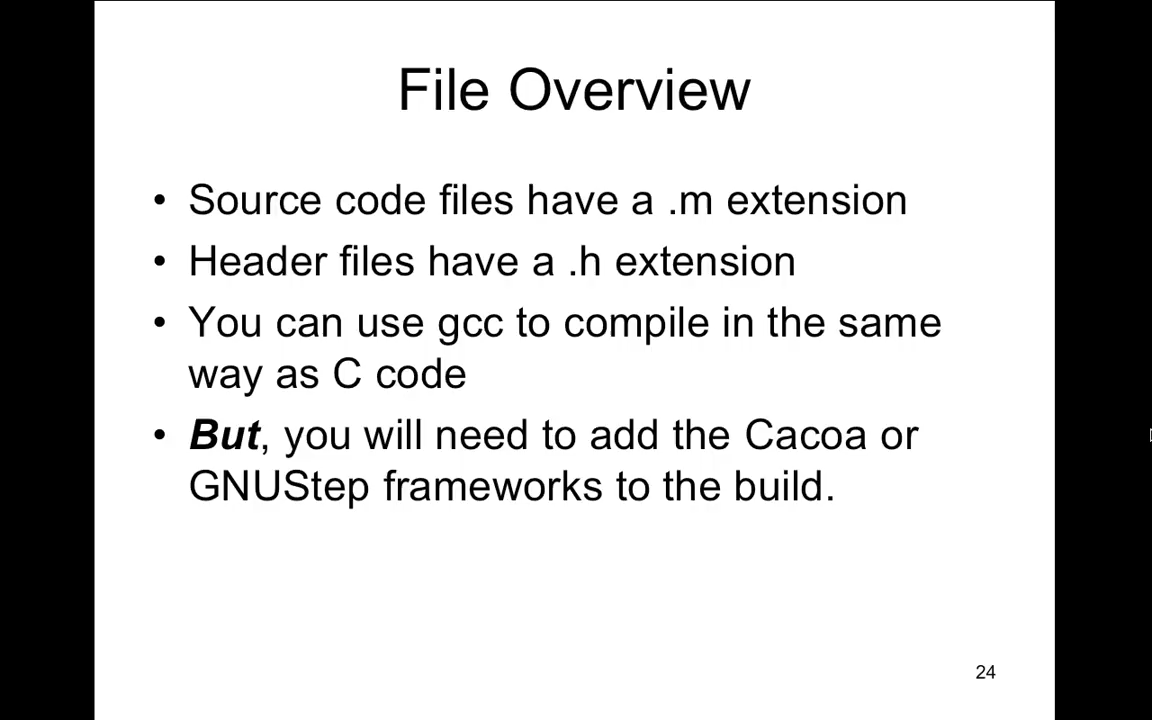 File Overview
• Source code files have a .m extension
• Header files have a .h extension
• You can use gcc to compile in the same
way as C code
• But, you will need to add the Cacoa or
GNUStep frameworks to the build.
24